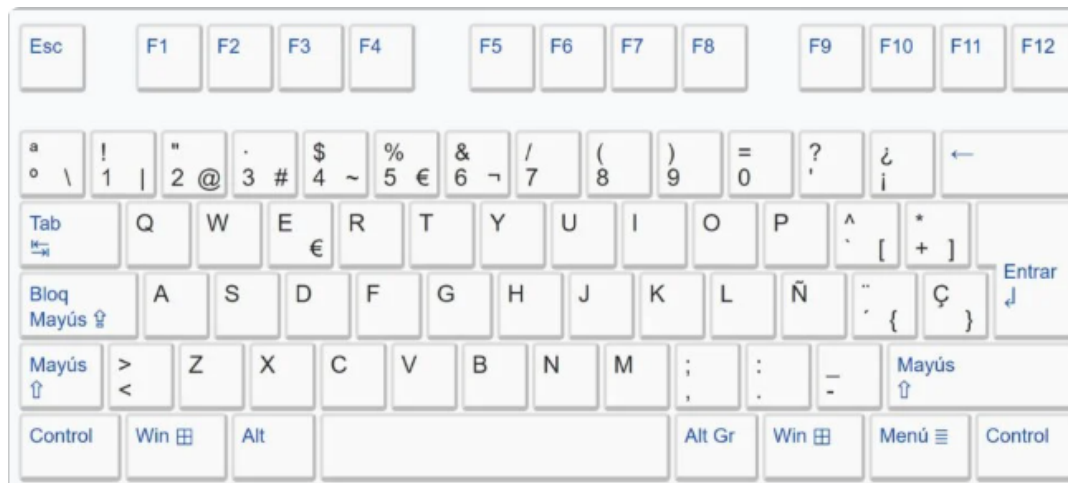 Esc F1 F2 F3 F4 F5 F6 F7 F8 F9 F10 F11 F12
ª ! " · $ % & / ( ) = ? ¿
º \ 1 | 2 @ 3 # 4 ~ 5 € 6 ¬ 7 8 9 0 ' ¡ ←
Tab Q W E R T Y U I O P ^ *
↹ € ` [ + ]
Entrar
Bloq A S D F G H J K L Ñ ¨ Ç
Mayús ⇪ ´ { }
Mayús > Z X C V B N M ; : _ Mayús
⇧ < , . - ⇧
Control Win ⊞ Alt Alt Gr Win ⊞ Menú ≣ Control